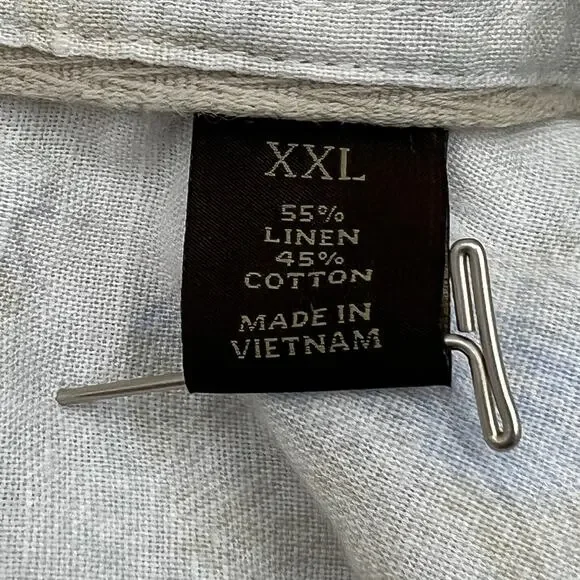 XXL
55%
LINEN
45%
COTTON
MADE IN
VIETNAM